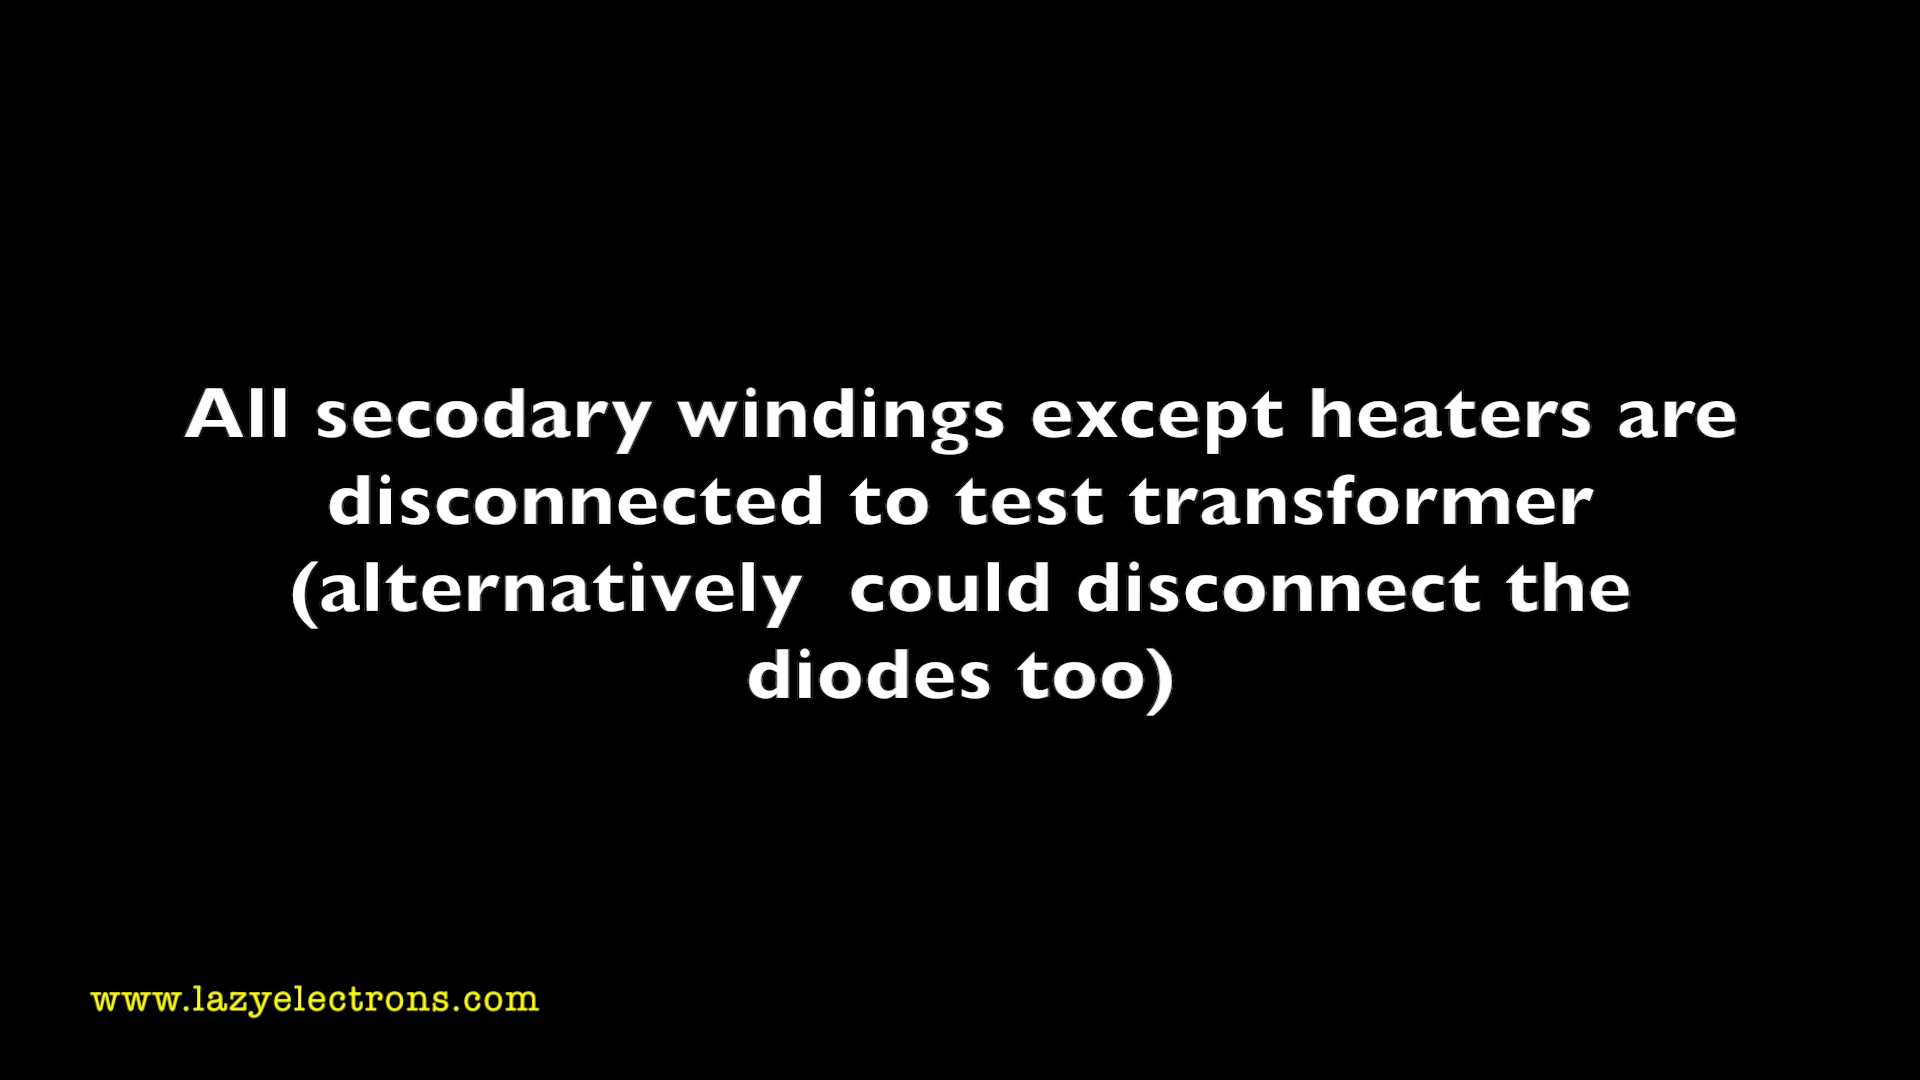 All secodary windings except heaters are
disconnected to test transformer
(alternatively  could disconnect the
diodes too)
www.lazyelectrons.com